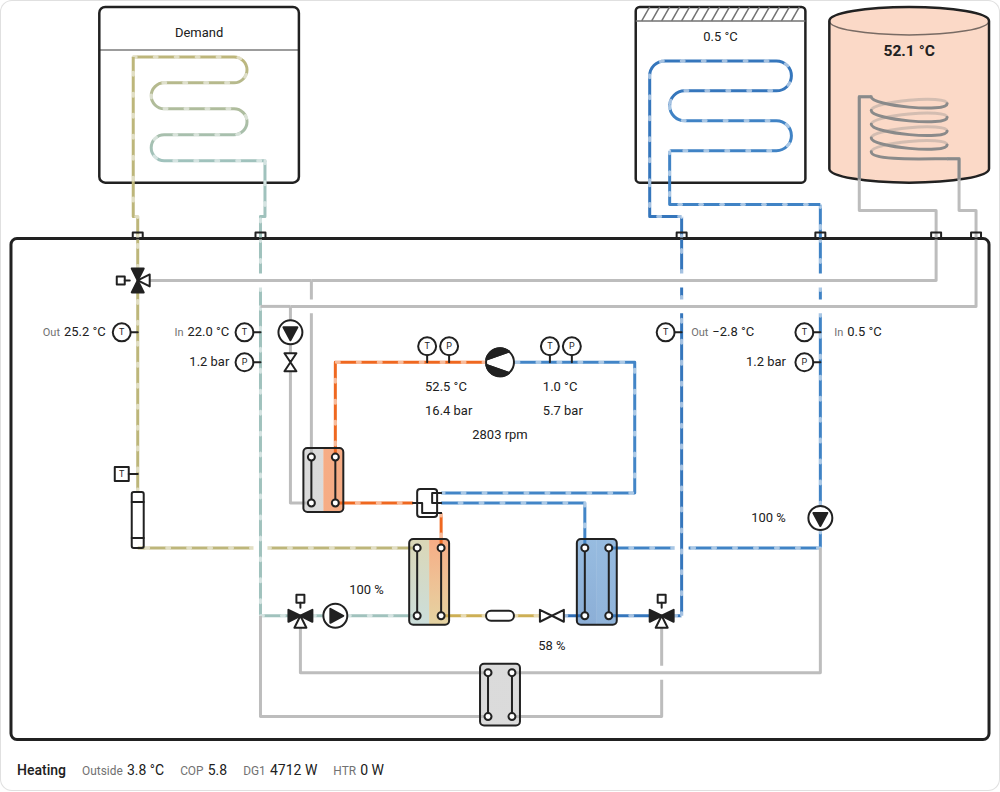 Demand
0.5 °C
52.1 °C
Out 25.2 °C T
In 22.0 °C T
1.2 bar P
T P
T P
52.5 °C
1.0 °C
16.4 bar
5.7 bar
2803 rpm
T Out −2.8 °C
T In 0.5 °C
1.2 bar P
T
100 %
100 %
58 %
Heating Outside 3.8 °C COP 5.8 DG1 4712 W HTR 0 W